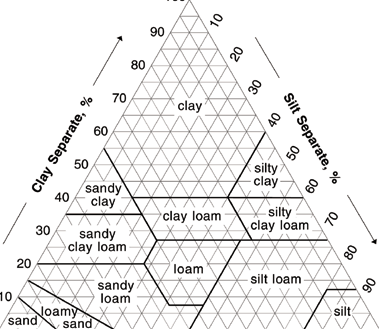 10
90
20
80
30
70
clay
40
60
Clay Separate, %
Silt Separate, %
50
50
silty
clay
60
sandy
clay
40
clay loam
silty
clay loam
70
30
sandy
clay loam
80
20
loam
silt loam
90
sandy
loam
10
loamy
sand
silt
sand